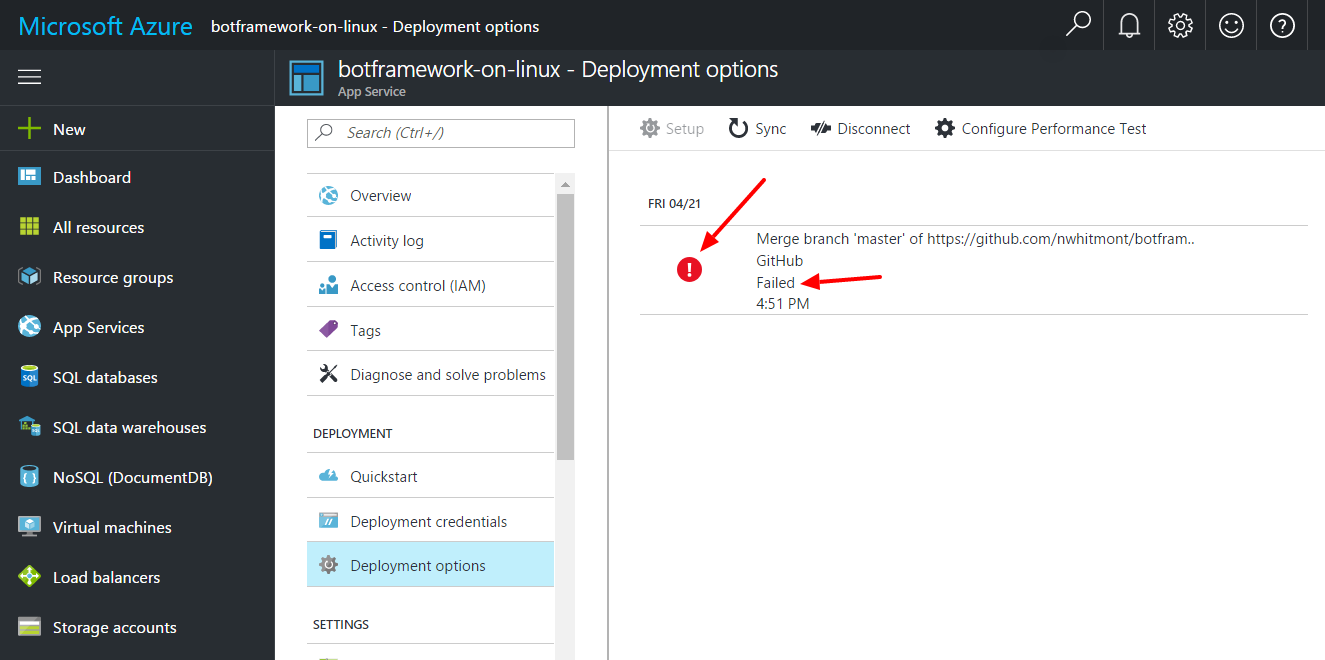 Microsoft Azure botframework-on-linux - Deployment options
botframework-on-linux - Deployment options
App Service
New
Dashboard
All resources
Resource groups
App Services
SQL databases
SQL data warehouses
NoSQL (DocumentDB)
Virtual machines
Load balancers
Storage accounts
Search (Ctrl+/)
Overview
Activity log
Access control (IAM)
Tags
Diagnose and solve problems
DEPLOYMENT
Quickstart
Deployment credentials
Deployment options
SETTINGS
Setup Sync Disconnect Configure Performance Test
FRI 04/21
Merge branch 'master' of https://github.com/nwhitmont/botfram..
GitHub
Failed
4:51 PM